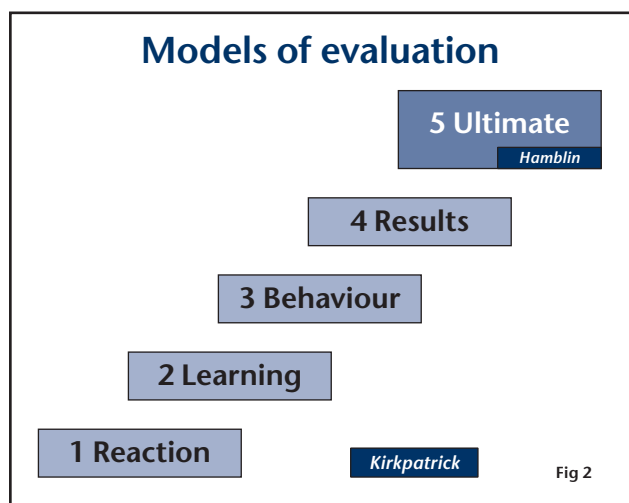 Models of evaluation
5 Ultimate
Hamblin
4 Results
3 Behaviour
2 Learning
1 Reaction
Kirkpatrick
Fig 2